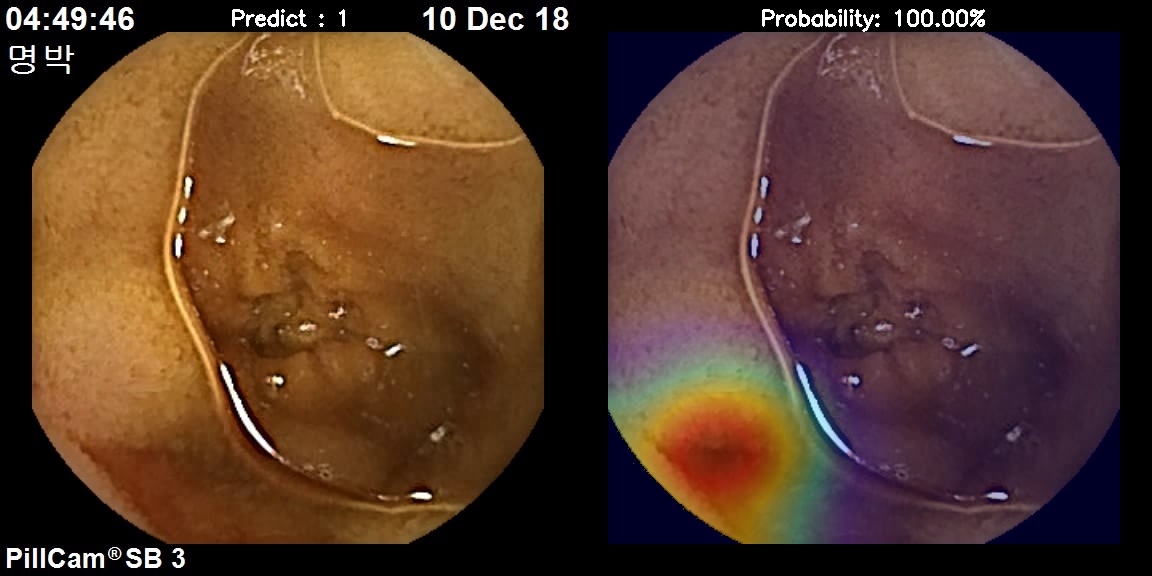 04:49:46
Predict : 1
10 Dec 18
Probability: 100.00%
명 박
PillCam® SB 3